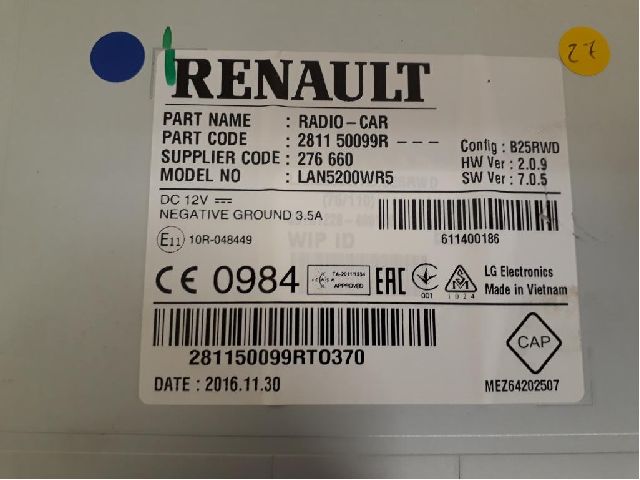 27
RENAULT
PART NAME : RADIO-CAR
PART CODE : 2811 50099R ---
SUPPLIER CODE : 276 660
MODEL NO : LAN5200WR5
Config : B25RWD
HW Ver : 2.0.9
SW Ver : 7.0.5
DC 12V
NEGATIVE GROUND 3.5A
WIP ID
E11 10R-048449
611400186
CE 0984
APPROVED
EAC
001
1024
LG Electronics
Made in Vietnam
281150099RT0370
DATE : 2016.11.30
CAP
MEZ64202507